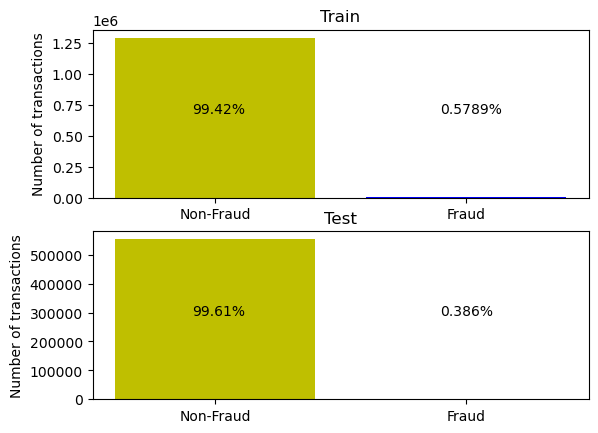 Train
1e6
1.25
1.00
0.75
0.50
0.25
0.00
Number of transactions
99.42%
0.5789%
Non-Fraud
Fraud
Test
500000
400000
300000
200000
100000
0
Number of transactions
99.61%
0.386%
Non-Fraud
Fraud